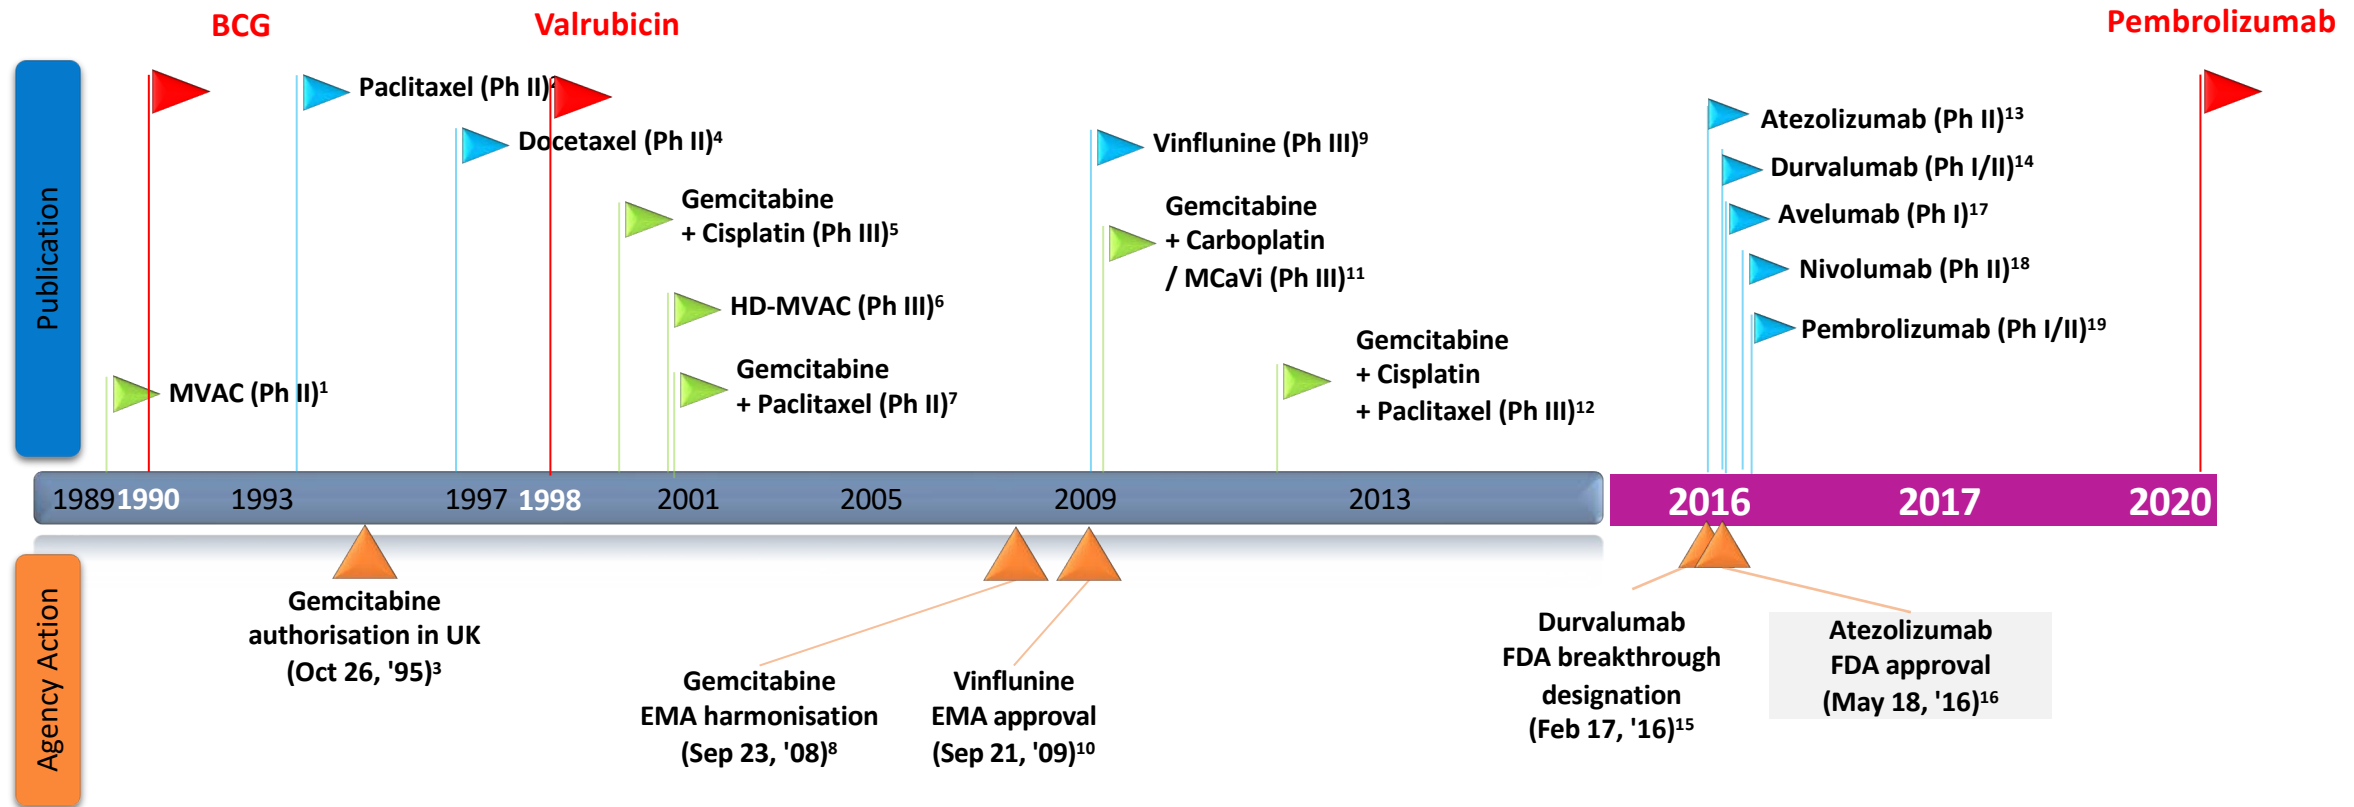 BCG
Valrubicin
Pembrolizumab
Publication
Paclitaxel (Ph II)
Docetaxel (Ph II)⁴
Gemcitabine
+ Cisplatin (Ph III)⁵
HD-MVAC (Ph III)⁶
Gemcitabine
+ Paclitaxel (Ph II)⁷
MVAC (Ph II)¹
Vinflunine (Ph III)⁹
Gemcitabine
+ Carboplatin
/ MCaVi (Ph III)¹¹
Gemcitabine
+ Cisplatin
+ Paclitaxel (Ph III)¹²
Atezolizumab (Ph II)¹³
Durvalumab (Ph I/II)¹⁴
Avelumab (Ph I)¹⁷
Nivolumab (Ph II)¹⁸
Pembrolizumab (Ph I/II)¹⁹
1989 1990 1993 1997 1998 2001 2005 2009 2013 2016 2017 2020
Agency Action
Gemcitabine
authorisation in UK
(Oct 26, '95)³
Gemcitabine
EMA harmonisation
(Sep 23, '08)⁸
Vinflunine
EMA approval
(Sep 21, '09)¹⁰
Durvalumab
FDA breakthrough
designation
(Feb 17, '16)¹⁵
Atezolizumab
FDA approval
(May 18, '16)¹⁶